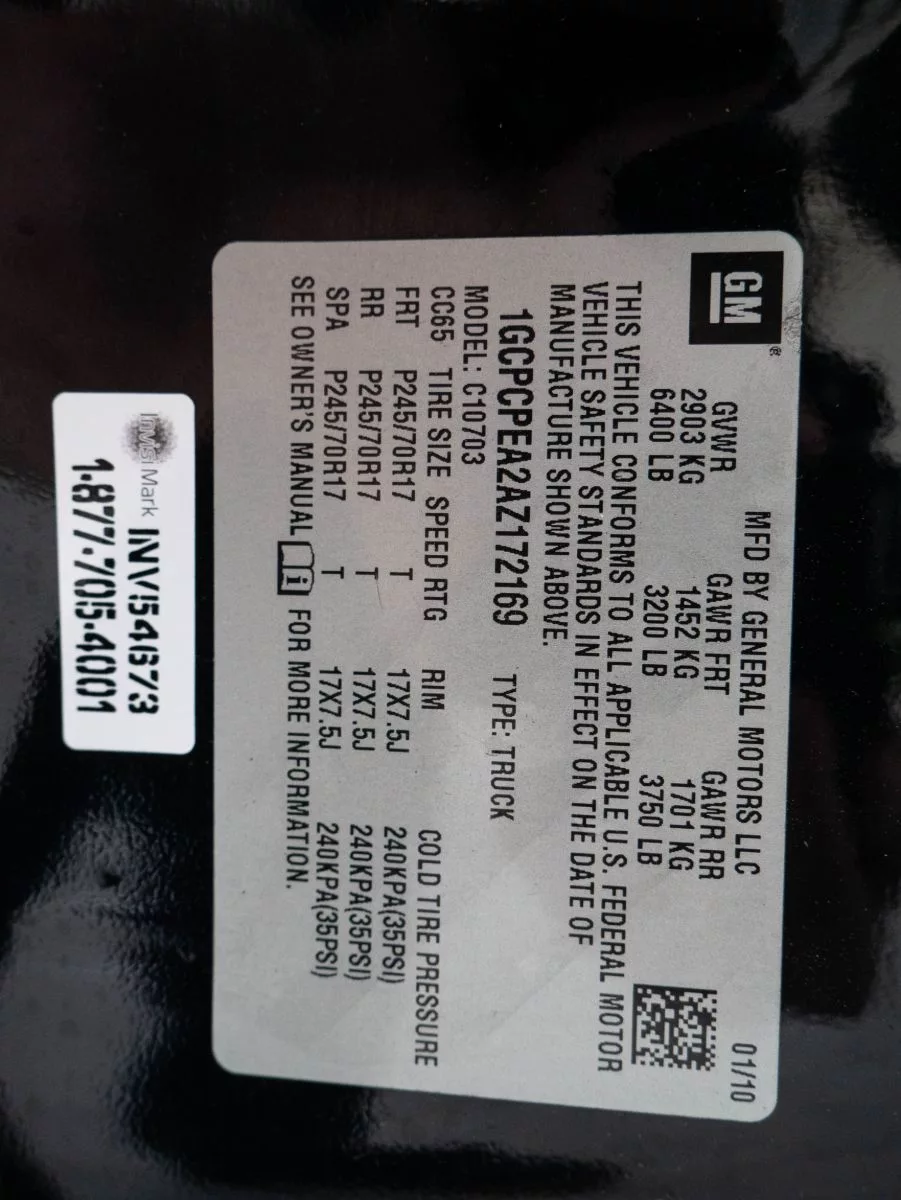 GM®
MFD BY GENERAL MOTORS LLC 01/10
GVWR GAWR FRT GAWR RR
2903 KG 1452 KG 1701 KG
6400 LB 3200 LB 3750 LB
THIS VEHICLE CONFORMS TO ALL APPLICABLE U.S. FEDERAL MOTOR
VEHICLE SAFETY STANDARDS IN EFFECT ON THE DATE OF
MANUFACTURE SHOWN ABOVE.
1GCPCPEA2AZ172169 TYPE: TRUCK
MODEL: C10703
CC65 TIRE SIZE SPEED RTG RIM COLD TIRE PRESSURE
FRT P245/70R17 T 17X7.5J 240KPA(35PSI)
RR P245/70R17 T 17X7.5J 240KPA(35PSI)
SPA P245/70R17 T 17X7.5J 240KPA(35PSI)
SEE OWNER'S MANUAL FOR MORE INFORMATION.
InVisiMark INV54673
1-877-705-4001